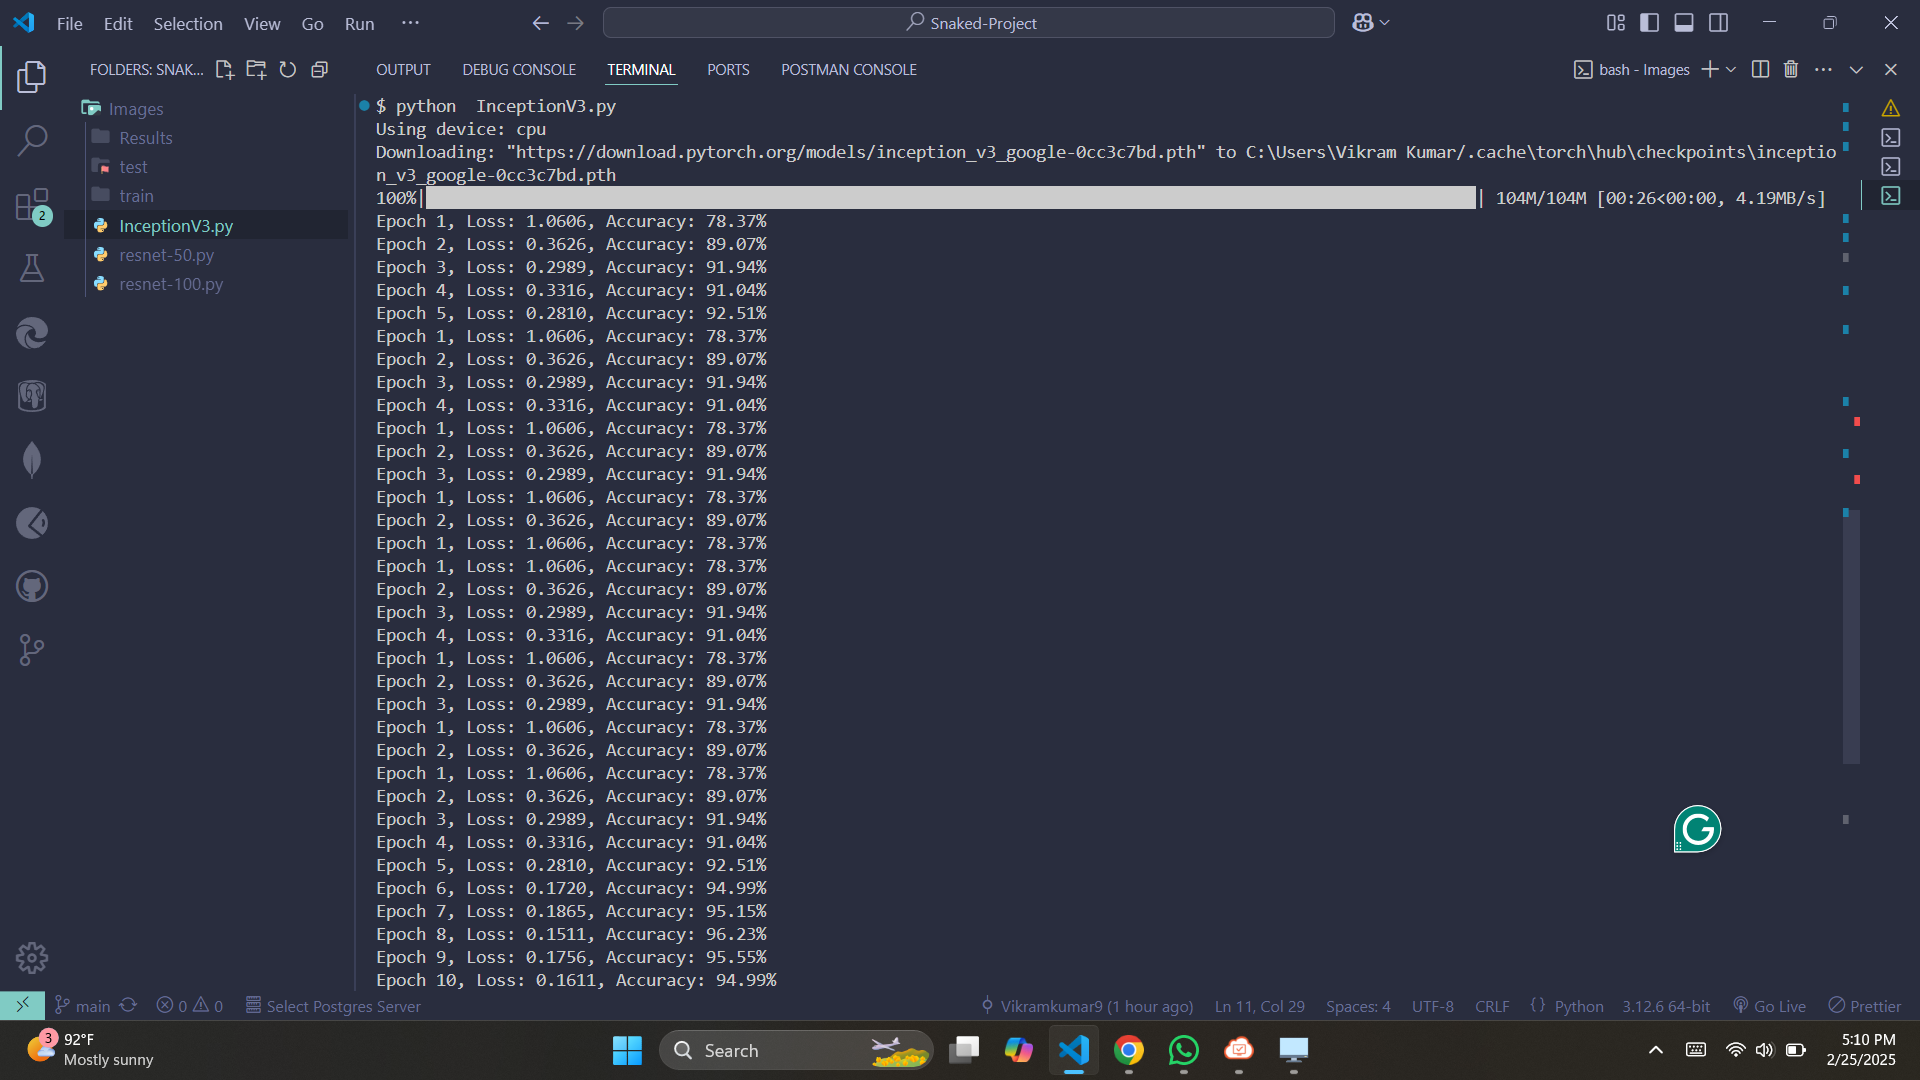 File Edit Selection View Go Run ··· Snaked-Project
FOLDERS: SNAK...
Images
Results
test
train
InceptionV3.py
resnet-50.py
resnet-100.py
2
OUTPUT DEBUG CONSOLE TERMINAL PORTS POSTMAN CONSOLE bash - Images
$ python  InceptionV3.py
Using device: cpu
Downloading: "https://download.pytorch.org/models/inception_v3_google-0cc3c7bd.pth" to C:\Users\Vikram Kumar/.cache\torch\hub\checkpoints\inceptio
n_v3_google-0cc3c7bd.pth
100%| | 104M/104M [00:26<00:00, 4.19MB/s]
Epoch 1, Loss: 1.0606, Accuracy: 78.37%
Epoch 2, Loss: 0.3626, Accuracy: 89.07%
Epoch 3, Loss: 0.2989, Accuracy: 91.94%
Epoch 4, Loss: 0.3316, Accuracy: 91.04%
Epoch 5, Loss: 0.2810, Accuracy: 92.51%
Epoch 1, Loss: 1.0606, Accuracy: 78.37%
Epoch 2, Loss: 0.3626, Accuracy: 89.07%
Epoch 3, Loss: 0.2989, Accuracy: 91.94%
Epoch 4, Loss: 0.3316, Accuracy: 91.04%
Epoch 1, Loss: 1.0606, Accuracy: 78.37%
Epoch 2, Loss: 0.3626, Accuracy: 89.07%
Epoch 3, Loss: 0.2989, Accuracy: 91.94%
Epoch 1, Loss: 1.0606, Accuracy: 78.37%
Epoch 2, Loss: 0.3626, Accuracy: 89.07%
Epoch 1, Loss: 1.0606, Accuracy: 78.37%
Epoch 1, Loss: 1.0606, Accuracy: 78.37%
Epoch 2, Loss: 0.3626, Accuracy: 89.07%
Epoch 3, Loss: 0.2989, Accuracy: 91.94%
Epoch 4, Loss: 0.3316, Accuracy: 91.04%
Epoch 1, Loss: 1.0606, Accuracy: 78.37%
Epoch 2, Loss: 0.3626, Accuracy: 89.07%
Epoch 3, Loss: 0.2989, Accuracy: 91.94%
Epoch 1, Loss: 1.0606, Accuracy: 78.37%
Epoch 2, Loss: 0.3626, Accuracy: 89.07%
Epoch 1, Loss: 1.0606, Accuracy: 78.37%
Epoch 2, Loss: 0.3626, Accuracy: 89.07%
Epoch 3, Loss: 0.2989, Accuracy: 91.94%
Epoch 4, Loss: 0.3316, Accuracy: 91.04%
Epoch 5, Loss: 0.2810, Accuracy: 92.51%
Epoch 6, Loss: 0.1720, Accuracy: 94.99%
Epoch 7, Loss: 0.1865, Accuracy: 95.15%
Epoch 8, Loss: 0.1511, Accuracy: 96.23%
Epoch 9, Loss: 0.1756, Accuracy: 95.55%
Epoch 10, Loss: 0.1611, Accuracy: 94.99%
G
main 0 0 Select Postgres Server Vikramkumar9 (1 hour ago) Ln 11, Col 29 Spaces: 4 UTF-8 CRLF {} Python 3.12.6 64-bit Go Live Prettier
3 92°F
Mostly sunny
Search
5:10 PM
2/25/2025